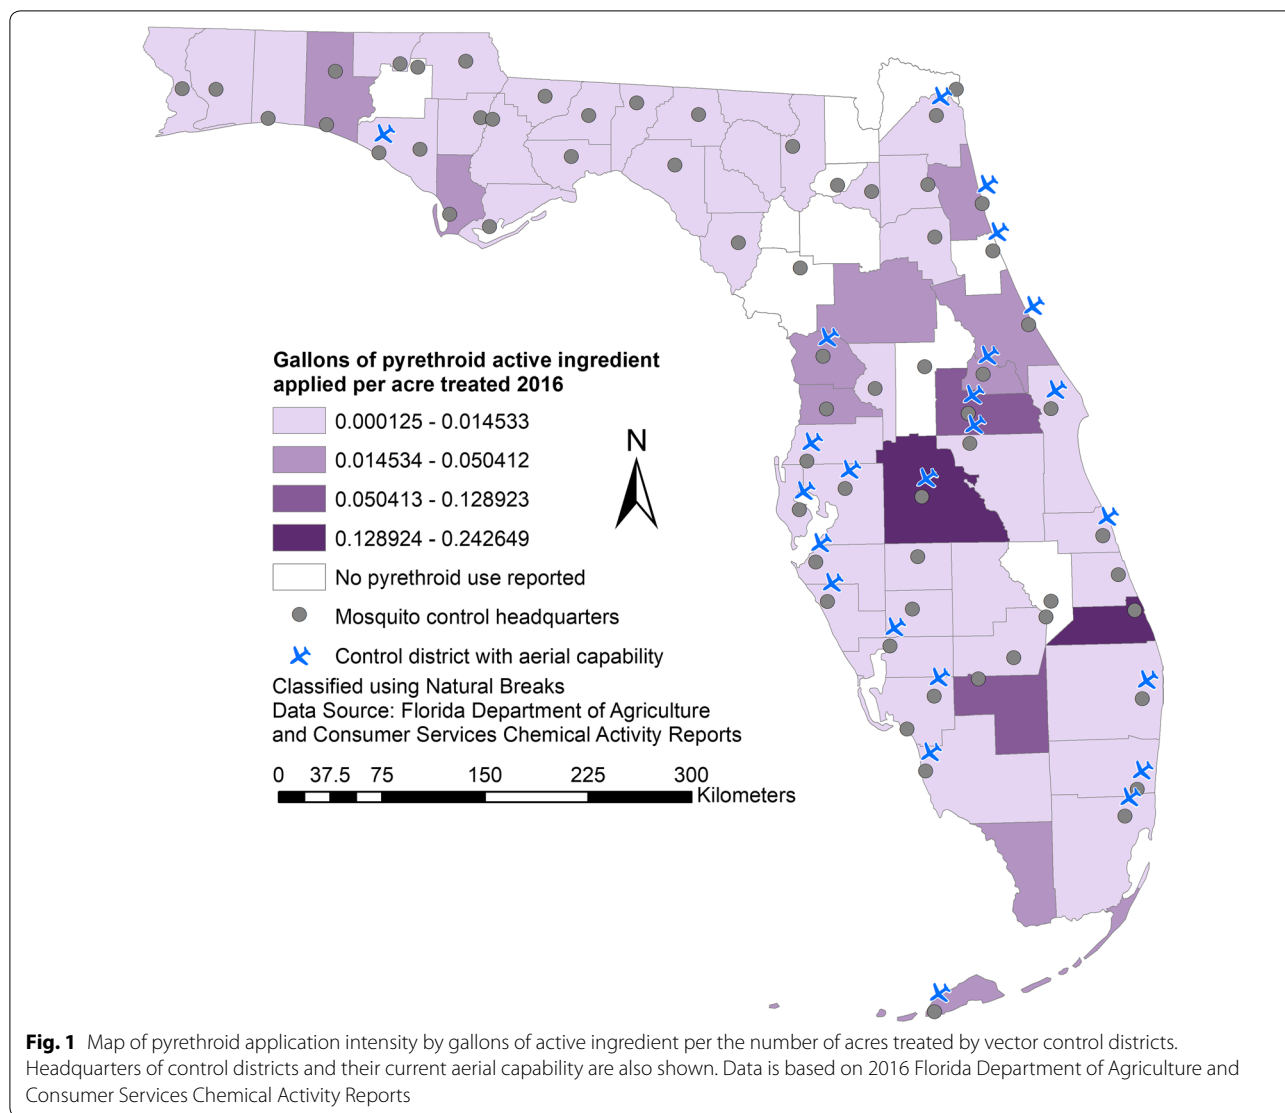 Gallons of pyrethroid active ingredient
applied per acre treated 2016
0.000125 - 0.014533
0.014534 - 0.050412
0.050413 - 0.128923
0.128924 - 0.242649
No pyrethroid use reported
Mosquito control headquarters
Control district with aerial capability
Classified using Natural Breaks
Data Source: Florida Department of Agriculture
and Consumer Services Chemical Activity Reports
N
0 37.5 75 150 225 300
Kilometers
Fig. 1 Map of pyrethroid application intensity by gallons of active ingredient per the number of acres treated by vector control districts.
Headquarters of control districts and their current aerial capability are also shown. Data is based on 2016 Florida Department of Agriculture and
Consumer Services Chemical Activity Reports